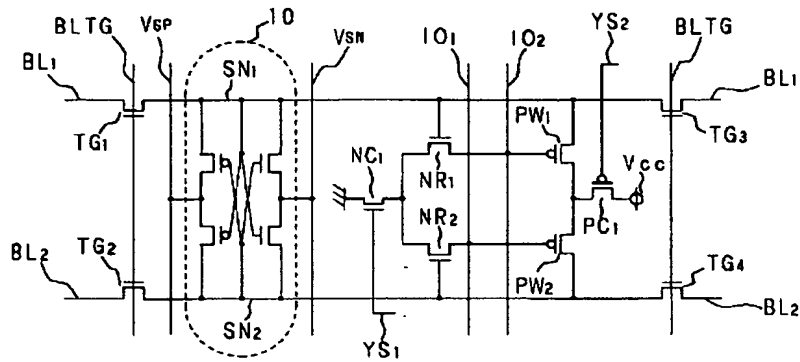 BLTG
VSP
10
VSN
IO1
IO2
YS2
BLTG
BL1
SN1
BL1
TG1
PW1
TG3
NC1
NR1
VCC
NR2
PC1
TG2
PW2
TG4
BL2
SN2
BL2
YS1